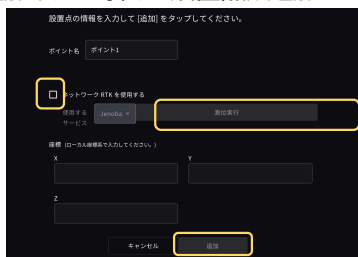 設置点の情報を入力して [追加] をタップしてください。
ポイント名 ポイント1
ネットワーク RTK を使用する
使用する
サービス
Jenoba
測位実行
座標 (ローカル座標系で入力してください。)
X Y
Z
キャンセル 追加